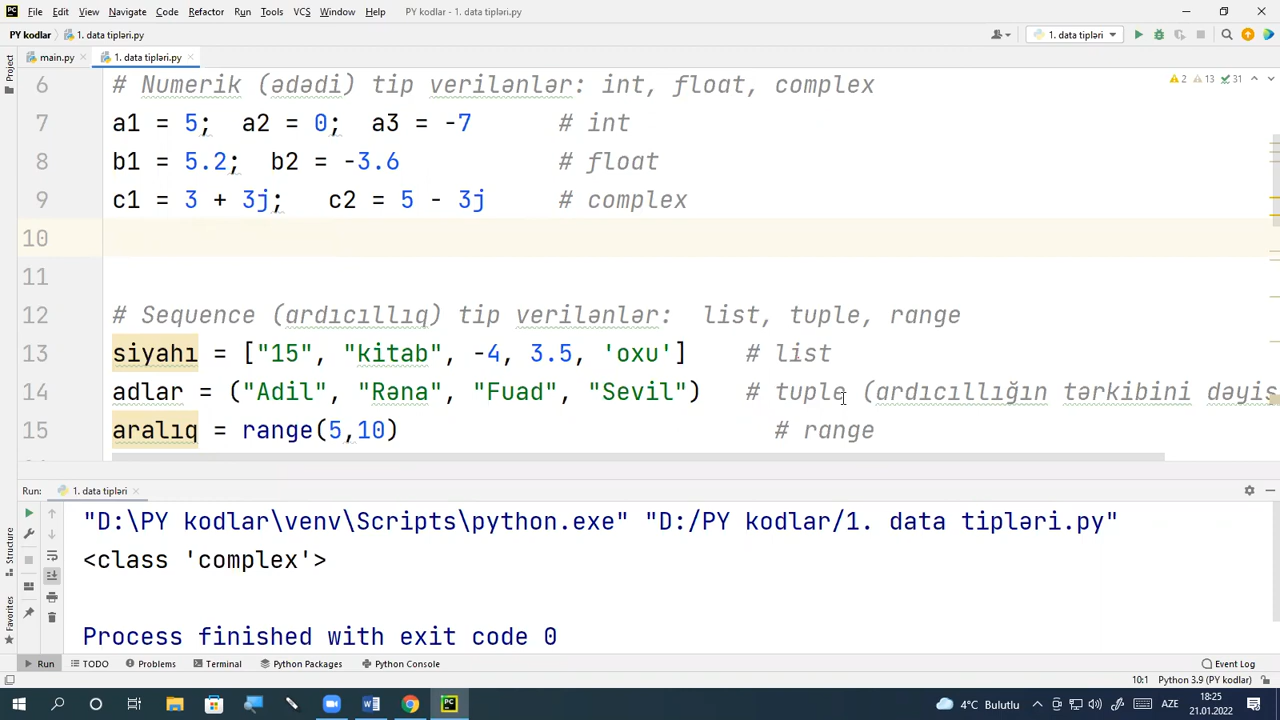 File Edit View Navigate Code Refactor Run Tools VCS Window Help PY kodlar - 1. data tipləri.py
PY kodlar 1. data tipləri.py 1. data tipləri
Project main.py 1. data tipləri.py
6 # Numerik (ədədi) tip verilənlər: int, float, complex 2 13 31
7 a1 = 5; a2 = 0; a3 = -7 # int
8 b1 = 5.2; b2 = -3.6 # float
9 c1 = 3 + 3j; c2 = 5 - 3j # complex
10
11
12 # Sequence (ardıcıllıq) tip verilənlər: list, tuple, range
13 siyahı = ["15", "kitab", -4, 3.5, 'oxu'] # list
14 adlar = ("Adil", "Rəna", "Fuad", "Sevil") # tuple (ardıcıllığın tərkibini dəyiş
15 aralıq = range(5,10) # range
Run: 1. data tipləri
"D:\PY kodlar\venv\Scripts\python.exe" "D:/PY kodlar/1. data tipləri.py"
<class 'complex'>
Process finished with exit code 0
Structure
Favorites
Run TODO Problems Terminal Python Packages Python Console Event Log
10:1 Python 3.9 (PY kodlar)
4°C Bulutlu AZE 18:25
21.01.2022